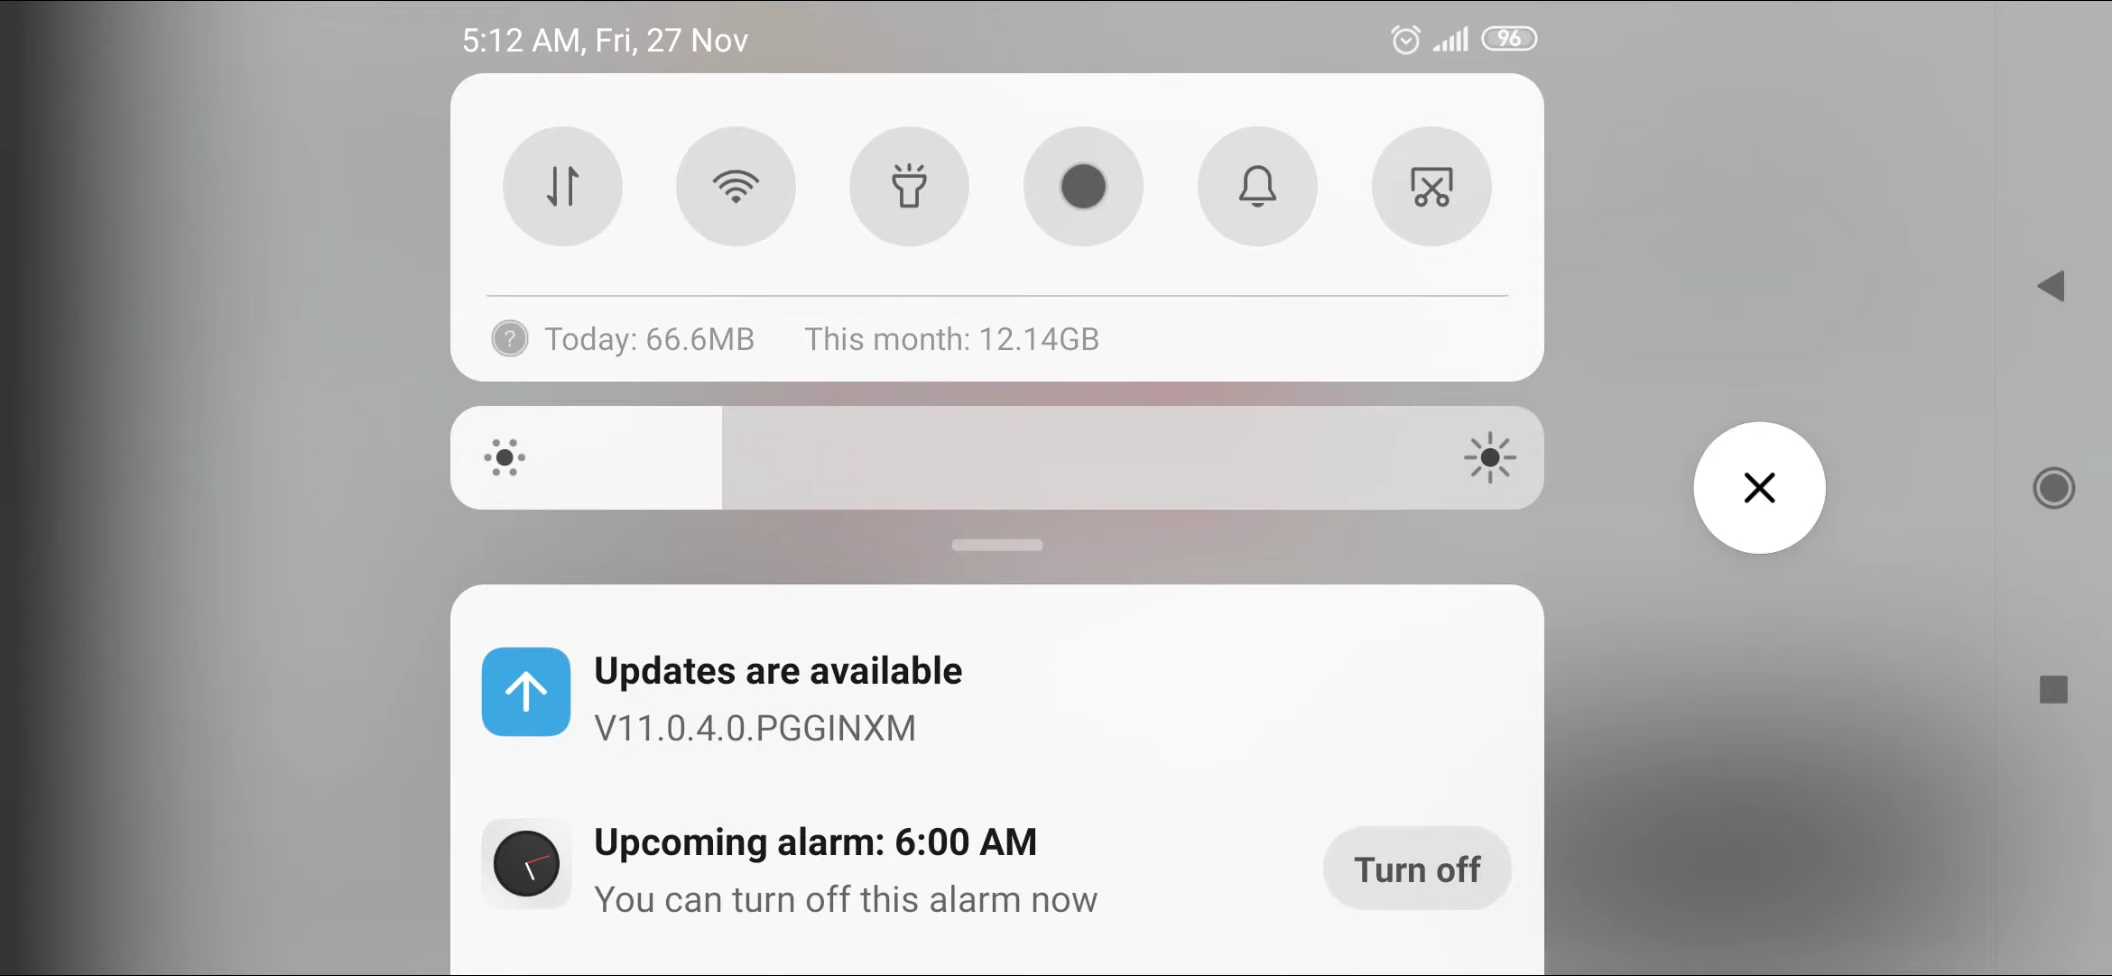 5:12 AM, Fri, 27 Nov
96
? Today: 66.6MB This month: 12.14GB
Updates are available
V11.0.4.0.PGGINXM
Upcoming alarm: 6:00 AM
You can turn off this alarm now
Turn off